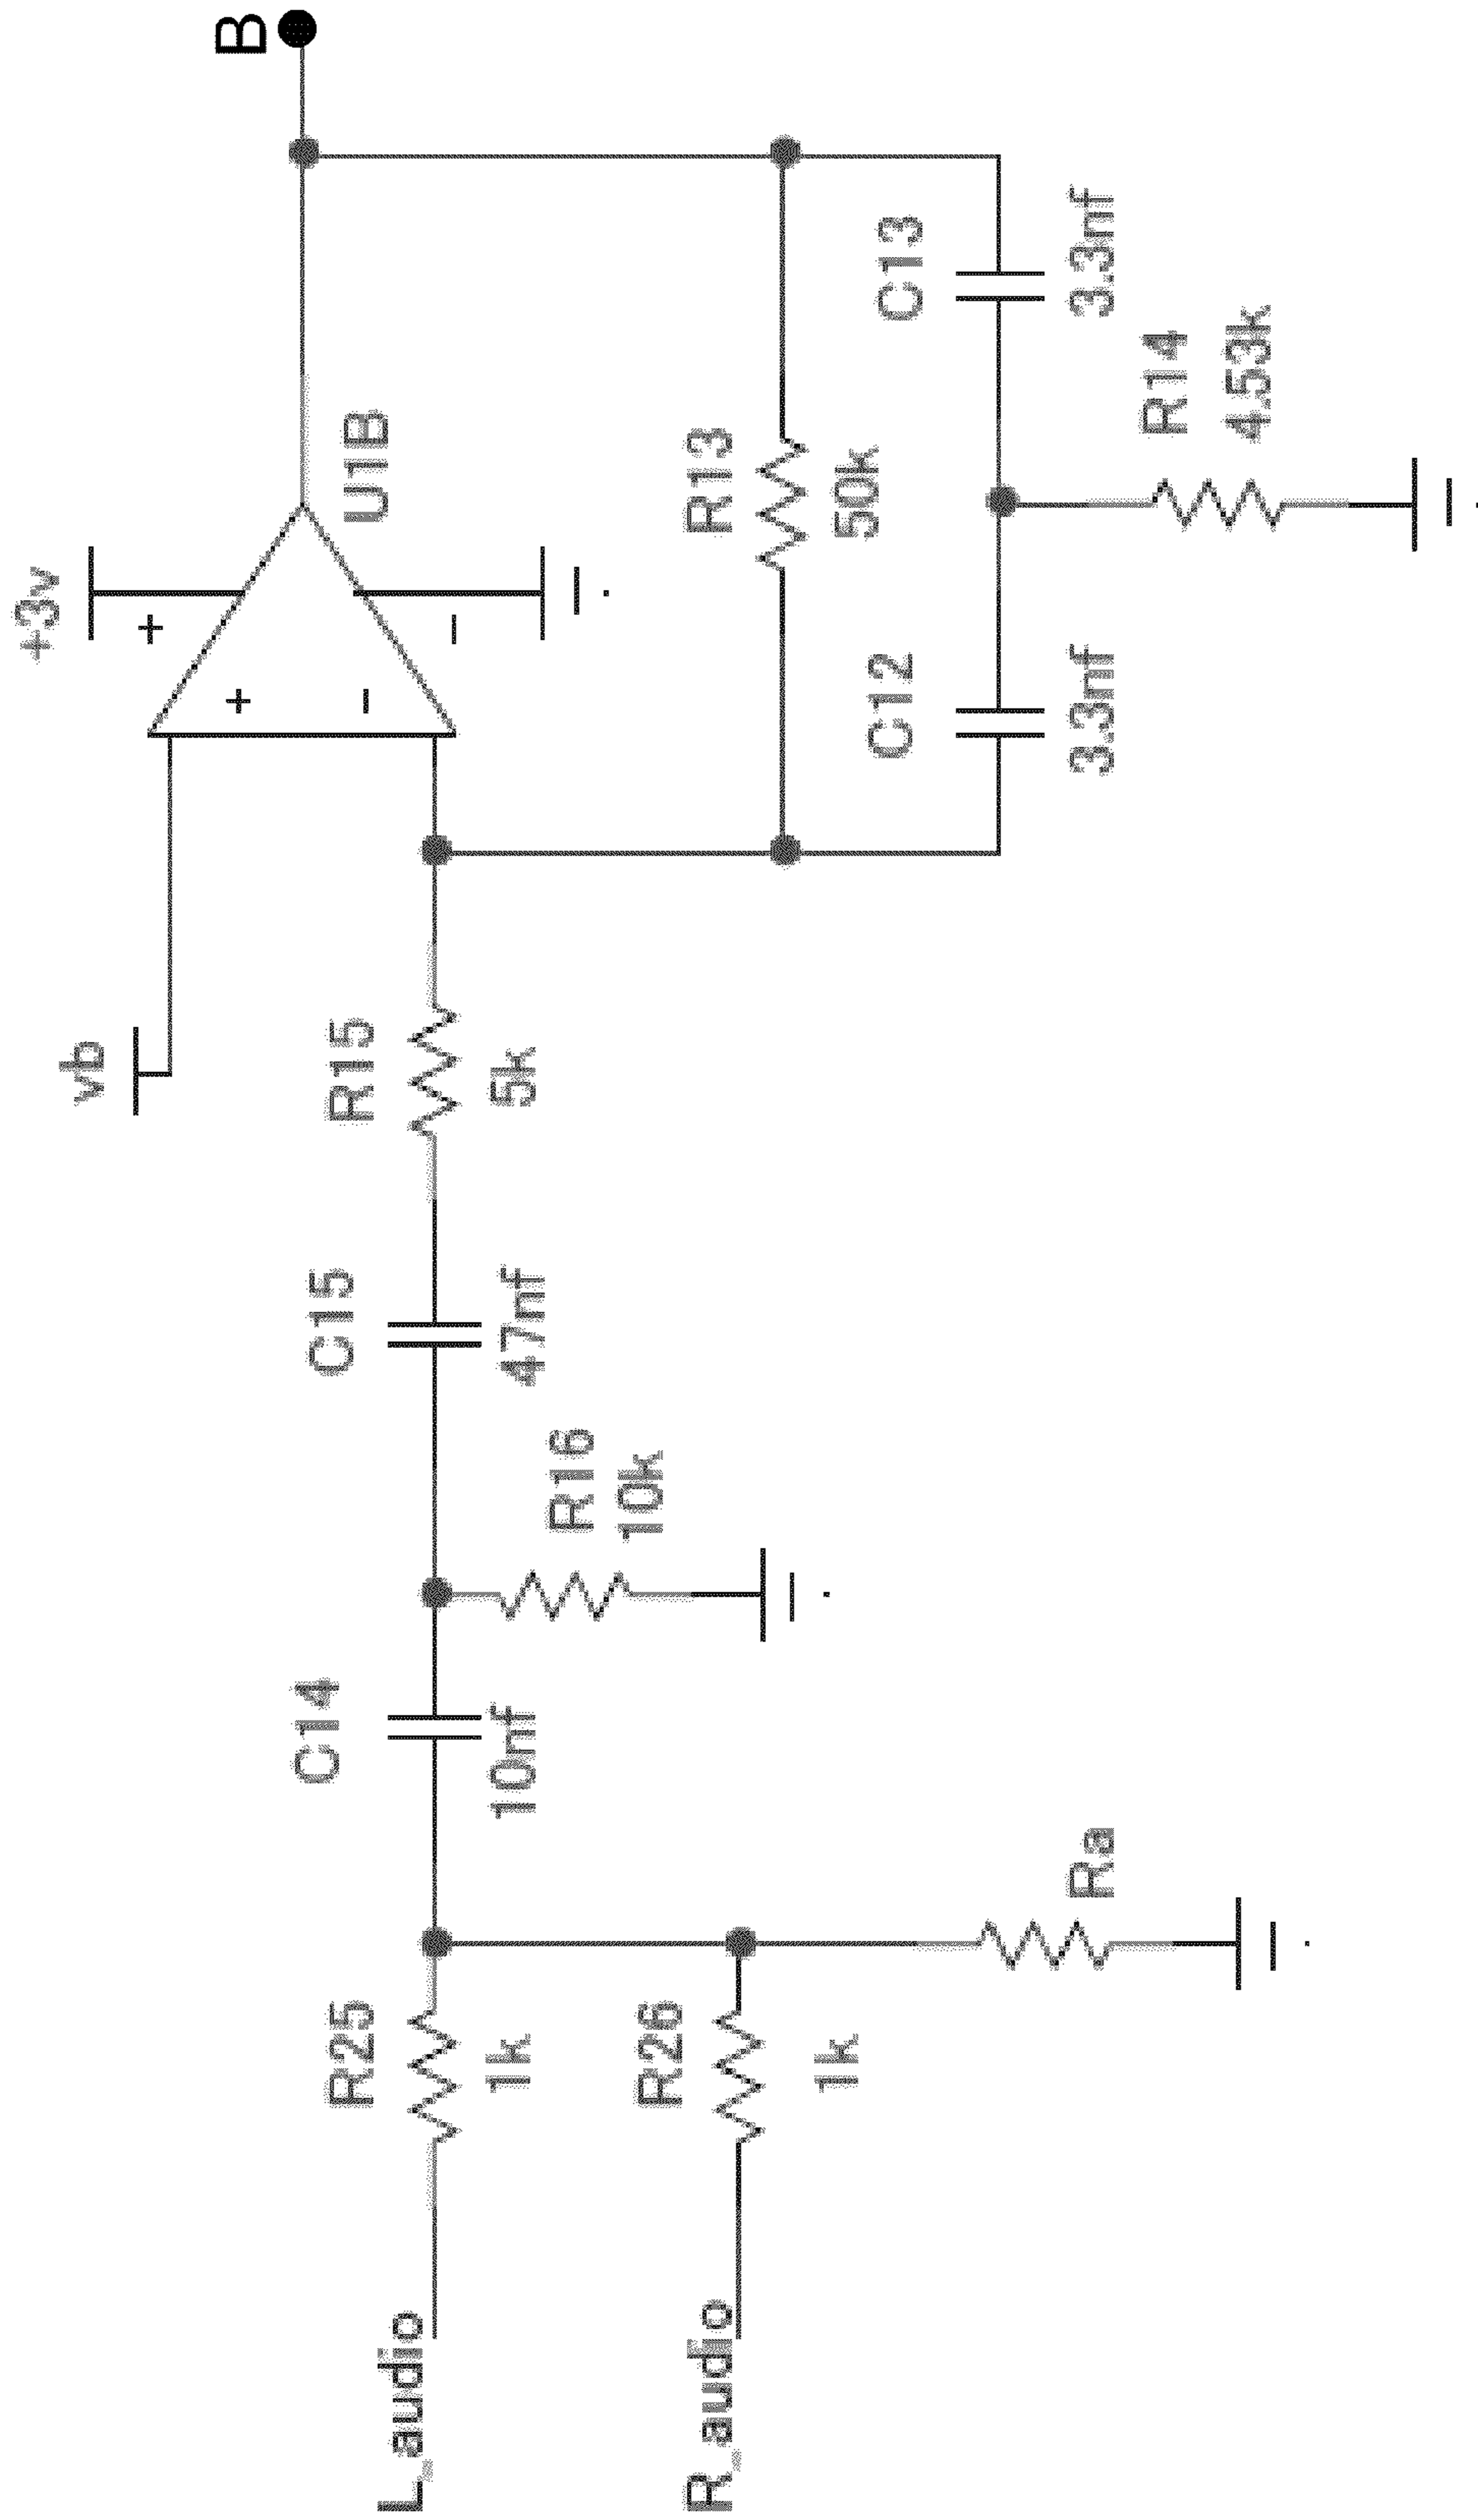 L_audio
R25
1k
R_audio
R26
1k
Ra
C14
10nf
R16
10k
C15
47nf
R15
5k
vb
+3v
+
-
+
-
U1B
R13
50k
C12
3.3nf
C13
3.3nf
R14
4.53k
B